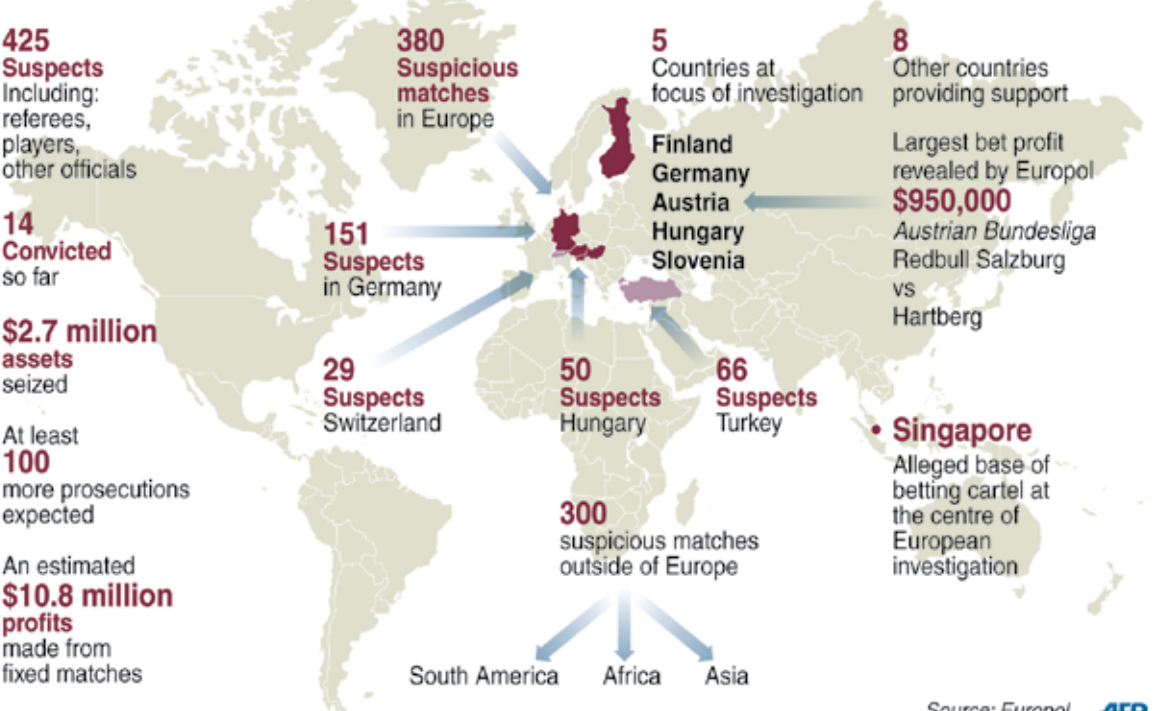 425
Suspects
Including:
referees,
players,
other officials
14
Convicted
so far
$2.7 million
assets
seized
At least
100
more prosecutions
expected
An estimated
$10.8 million
profits
made from
fixed matches
380
Suspicious
matches
in Europe
151
Suspects
in Germany
29
Suspects
Switzerland
50
Suspects
Hungary
66
Suspects
Turkey
300
suspicious matches
outside of Europe
South America Africa Asia
5
Countries at
focus of investigation
Finland
Germany
Austria
Hungary
Slovenia
8
Other countries
providing support
Largest bet profit
revealed by Europol
$950,000
Austrian Bundesliga
Redbull Salzburg
vs
Hartberg
Singapore
Alleged base of
betting cartel at
the centre of
European
investigation
Source: Europol AFP